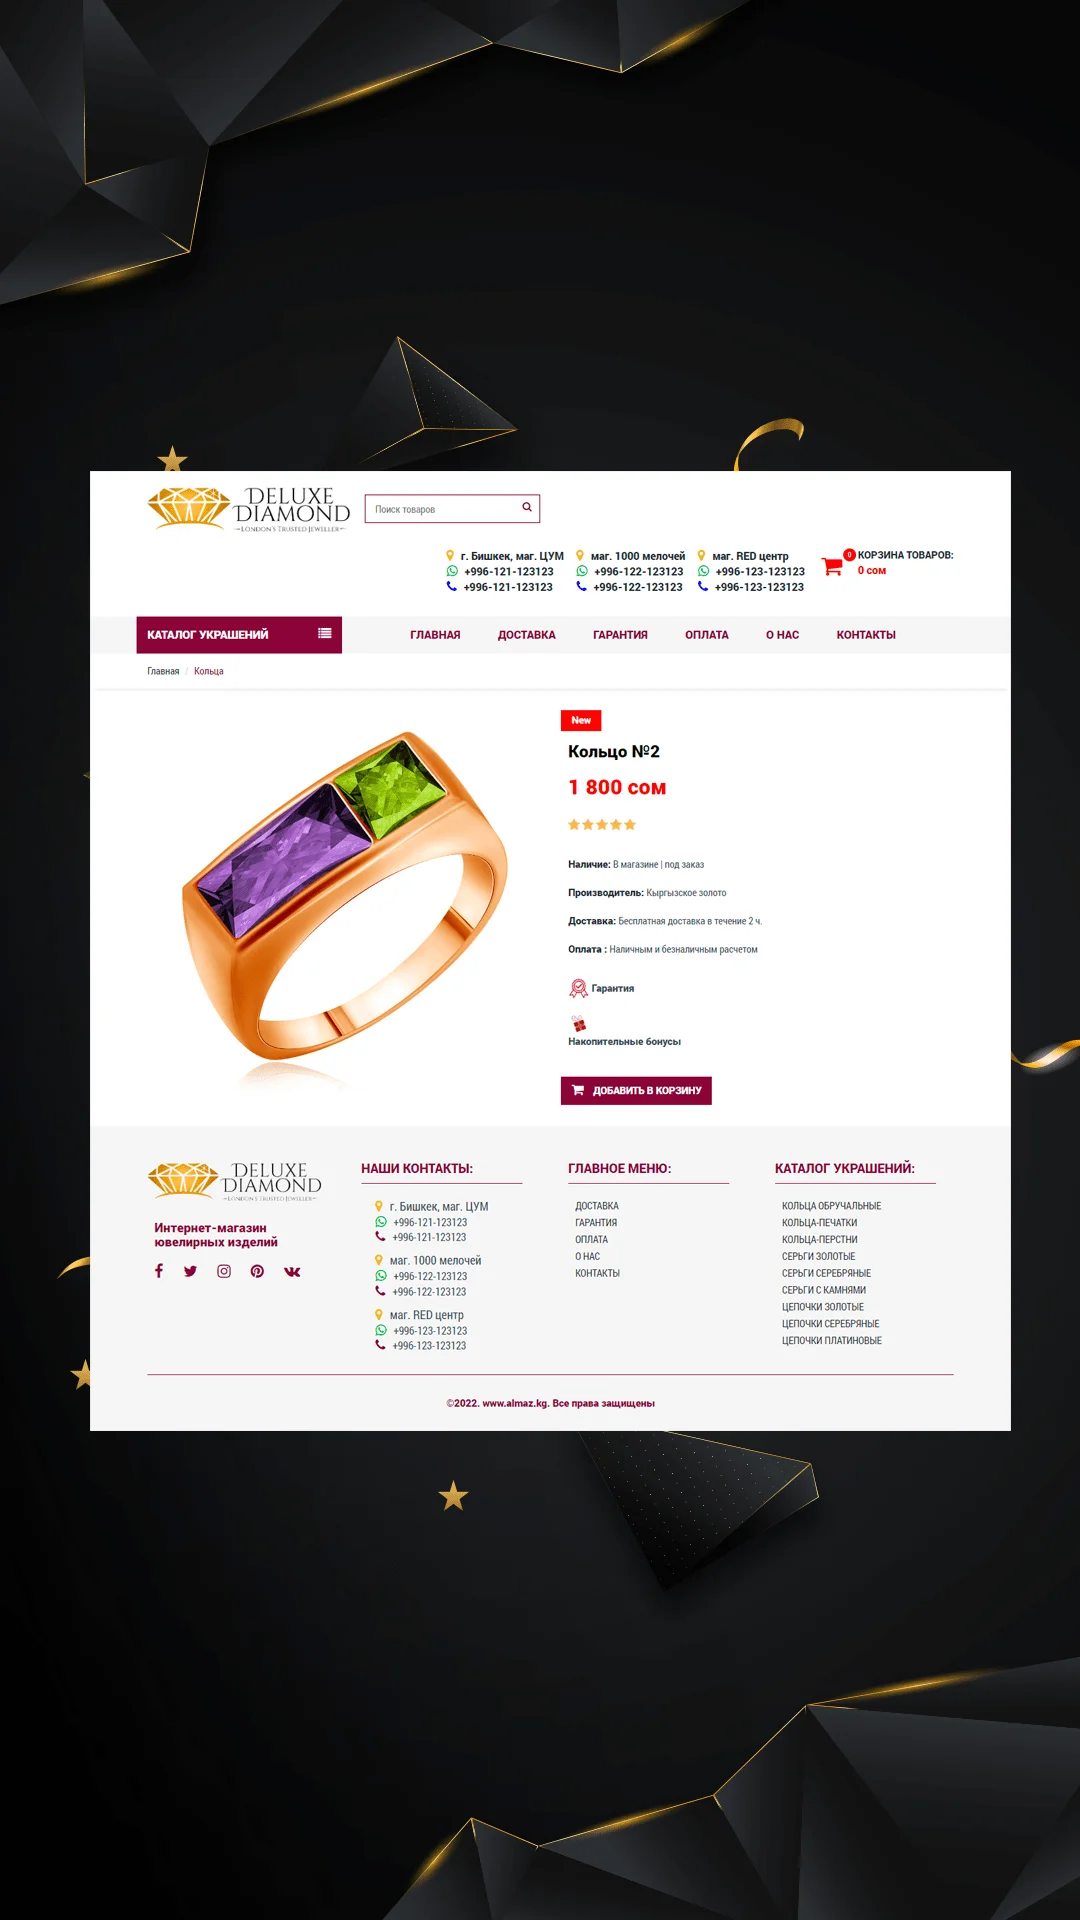 DELUXE
DIAMOND
LONDON'S TRUSTED JEWELLER
Поиск товаров
г. Бишкек, маг. ЦУМ
+996-121-123123
+996-121-123123
маг. 1000 мелочей
+996-122-123123
+996-122-123123
маг. RED центр
+996-123-123123
+996-123-123123
0
КОРЗИНА ТОВАРОВ:
0 сом
КАТАЛОГ УКРАШЕНИЙ
ГЛАВНАЯ ДОСТАВКА ГАРАНТИЯ ОПЛАТА О НАС КОНТАКТЫ
Главная / Кольца
New
Кольцо №2
1 800 сом
Наличие: В магазине | под заказ
Производитель: Кыргызское золото
Доставка: Бесплатная доставка в течение 2 ч.
Оплата : Наличным и безналичным расчетом
Гарантия
Накопительные бонусы
ДОБАВИТЬ В КОРЗИНУ
DELUXE
DIAMOND
LONDON'S TRUSTED JEWELLER
Интернет-магазин
ювелирных изделий
НАШИ КОНТАКТЫ:
г. Бишкек, маг. ЦУМ
+996-121-123123
+996-121-123123
маг. 1000 мелочей
+996-122-123123
+996-122-123123
маг. RED центр
+996-123-123123
+996-123-123123
ГЛАВНОЕ МЕНЮ:
ДОСТАВКА
ГАРАНТИЯ
ОПЛАТА
О НАС
КОНТАКТЫ
КАТАЛОГ УКРАШЕНИЙ:
КОЛЬЦА ОБРУЧАЛЬНЫЕ
КОЛЬЦА-ПЕЧАТКИ
КОЛЬЦА-ПЕРСТНИ
СЕРЬГИ ЗОЛОТЫЕ
СЕРЬГИ СЕРЕБРЯНЫЕ
СЕРЬГИ С КАМНЯМИ
ЦЕПОЧКИ ЗОЛОТЫЕ
ЦЕПОЧКИ СЕРЕБРЯНЫЕ
ЦЕПОЧКИ ПЛАТИНОВЫЕ
©2022. www.almaz.kg. Все права защищены